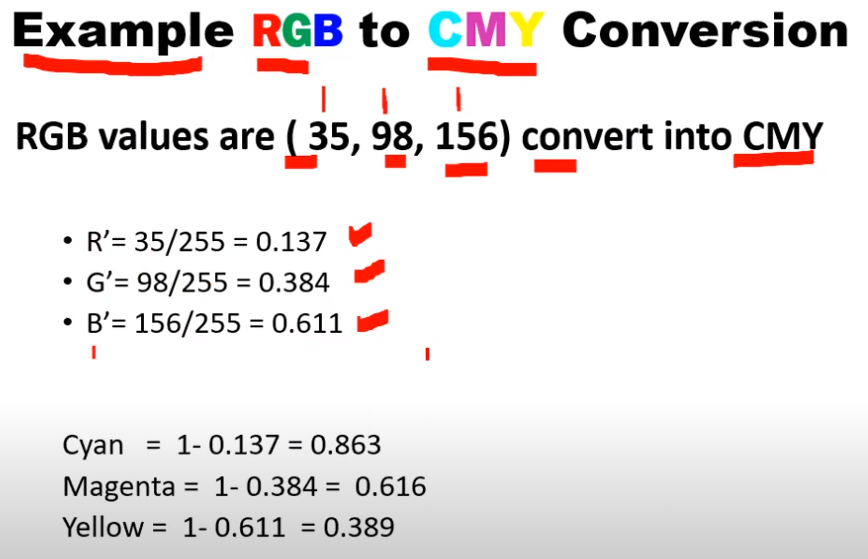 Example RGB to CMY Conversion
RGB values are ( 35, 98, 156) convert into CMY
• R’= 35/255 = 0.137
• G’= 98/255 = 0.384
• B’= 156/255 = 0.611
Cyan = 1- 0.137 = 0.863
Magenta = 1- 0.384 = 0.616
Yellow = 1- 0.611 = 0.389